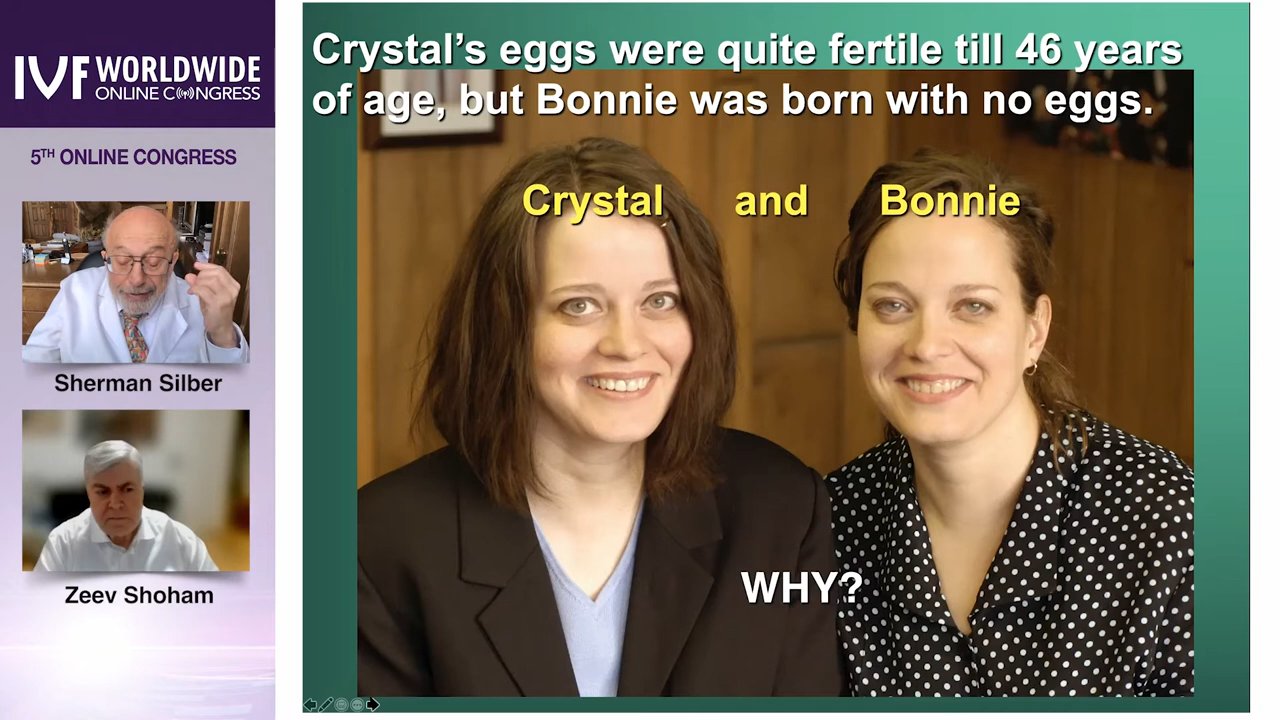 IVF WORLDWIDE
ONLINE CONGRESS
5TH ONLINE CONGRESS
Sherman Silber
Zeev Shoham
Crystal's eggs were quite fertile till 46 years
of age, but Bonnie was born with no eggs.
Crystal and Bonnie
WHY?